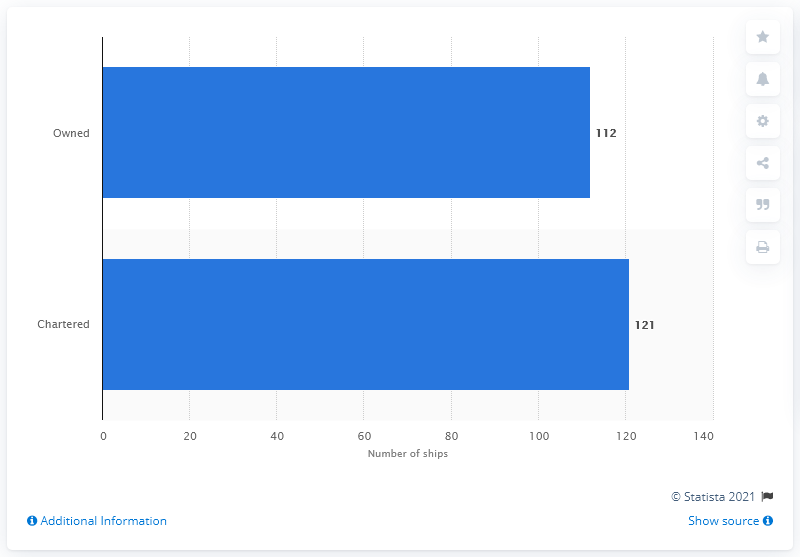 Owned
112
Chartered
121
0 20 40 60 80 100 120 140
Number of ships
© Statista 2021
Additional Information
Show source